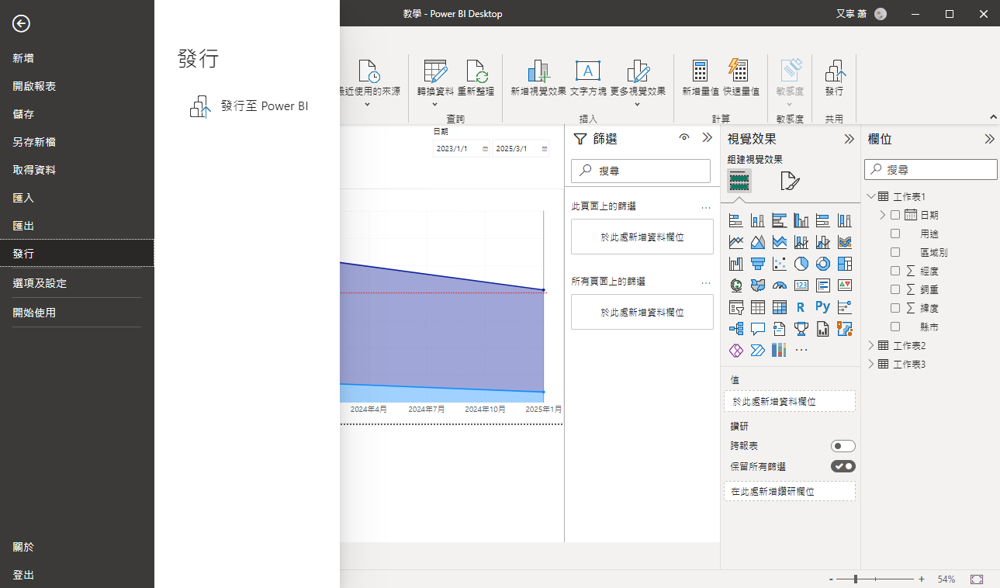 教學 - Power BI Desktop
又寧 蕭
新增
開啟報表
儲存
另存新檔
取得資料
匯入
匯出
發行
選項及設定
開始使用
關於
登出
發行
發行至 Power BI
最近使用的來源
轉換資料
重新整理
新增視覺效果
文字方塊
更多視覺效果
新增量值
快速量值
敏感度
發行
查詢
插入
計算
敏感度
共用
日期
2023/1/1
2025/3/1
2024年4月
2024年7月
2024年10月
2025年1月
篩選
搜尋
此頁面上的篩選
...
於此處新增資料欄位
所有頁面上的篩選
...
於此處新增資料欄位
視覺效果
組建視覺效果
123
R
Py
...
值
於此處新增資料欄位
鑽研
跨報表
保留所有篩選
在此處新增鑽研欄位
欄位
搜尋
工作表1
日期
用途
區域別
經度
銅重
緯度
縣市
工作表2
工作表3
- + 54%